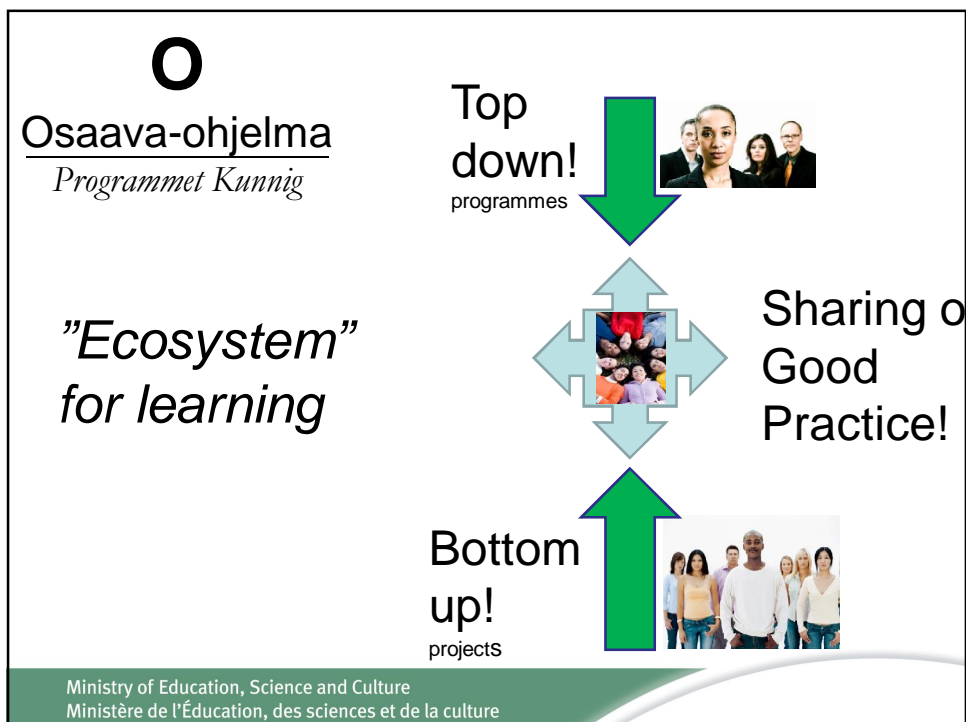 O
Osaava-ohjelma
Programmet Kunnig
Top
down!
programmes
”Ecosystem”
for learning
Sharing o
Good
Practice!
Bottom
up!
projects
Ministry of Education, Science and Culture
Ministère de l’Éducation, des sciences et de la culture